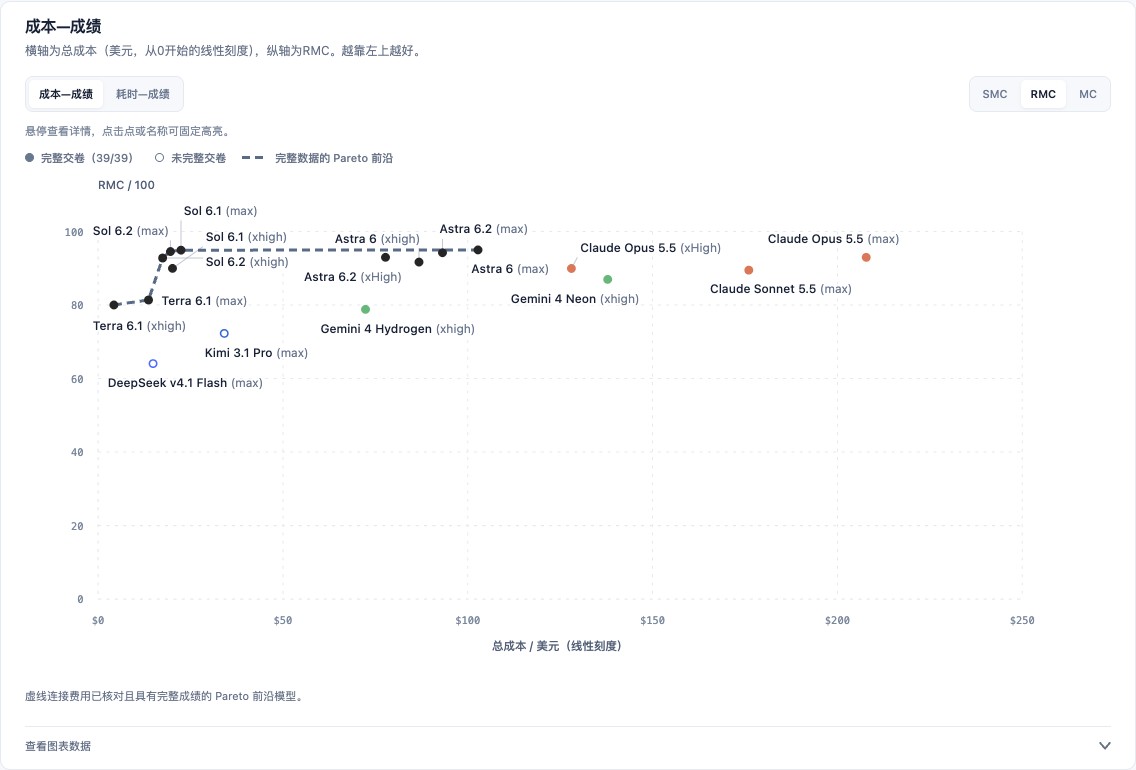 成本—成绩
横轴为总成本（美元，从0开始的线性刻度），纵轴为RMC。越靠左上越好。
成本—成绩 耗时—成绩
SMC RMC MC
悬停查看详情，点击点或名称可固定高亮。
完整交卷（39/39） 未完整交卷 完整数据的 Pareto 前沿
RMC / 100
Sol 6.1 (max)
100
Sol 6.2 (max)
Sol 6.1 (xhigh)
Astra 6 (xhigh)
Astra 6.2 (max)
Claude Opus 5.5 (xHigh)
Claude Opus 5.5 (max)
Sol 6.2 (xhigh)
Astra 6.2 (xHigh)
Astra 6 (max)
Claude Sonnet 5.5 (max)
80
Terra 6.1 (max)
Gemini 4 Neon (xhigh)
Terra 6.1 (xhigh)
Gemini 4 Hydrogen (xhigh)
Kimi 3.1 Pro (max)
60
DeepSeek v4.1 Flash (max)
40
20
0
$0 $50 $100 $150 $200 $250
总成本 / 美元（线性刻度）
虚线连接费用已核对且具有完整成绩的 Pareto 前沿模型。
查看图表数据